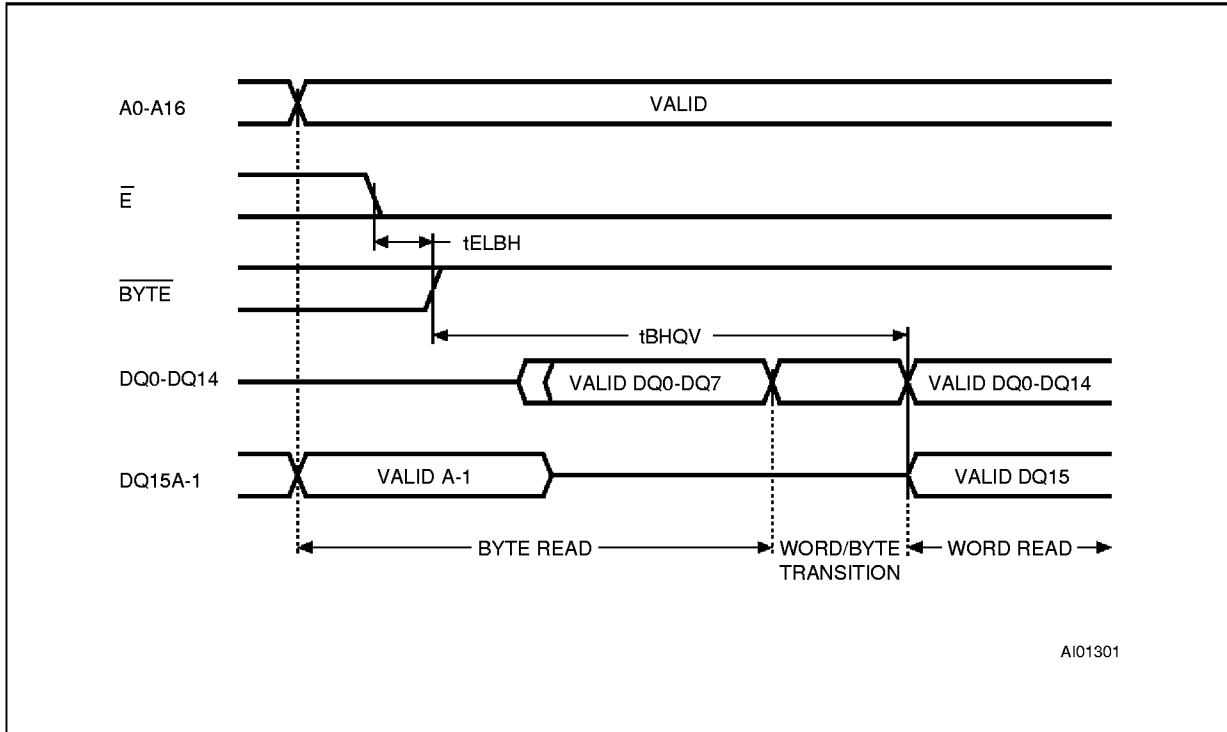 A0-A16
VALID
E̅
tELBH
B̅Y̅T̅E̅
tBHQV
DQ0-DQ14
VALID DQ0-DQ7
VALID DQ0-DQ14
DQ15A-1
VALID A-1
VALID DQ15
BYTE READ
WORD/BYTE
TRANSITION
WORD READ
AI01301